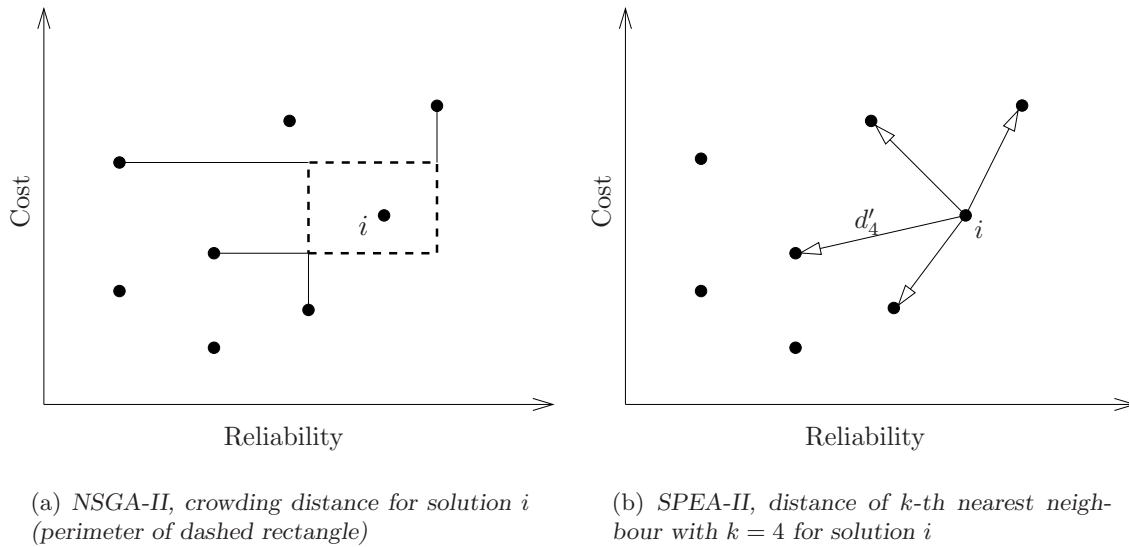 Cost
i
Reliability
(a) NSGA-II, crowding distance for solution i
(perimeter of dashed rectangle)
Cost
d′4
i
Reliability
(b) SPEA-II, distance of k-th nearest neigh-
bour with k = 4 for solution i